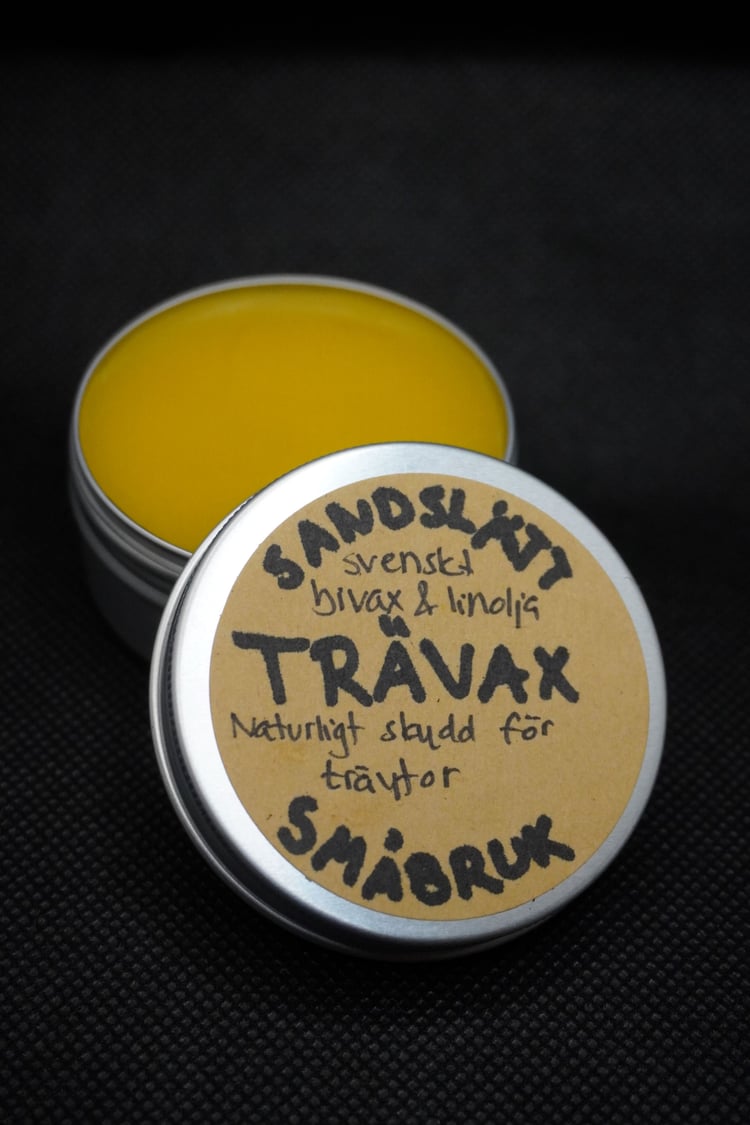 SANDSLÄTT
svenskt
bivax & linolja
TRÄVAX
Naturligt skydd för
träytor
SMÅBRUK